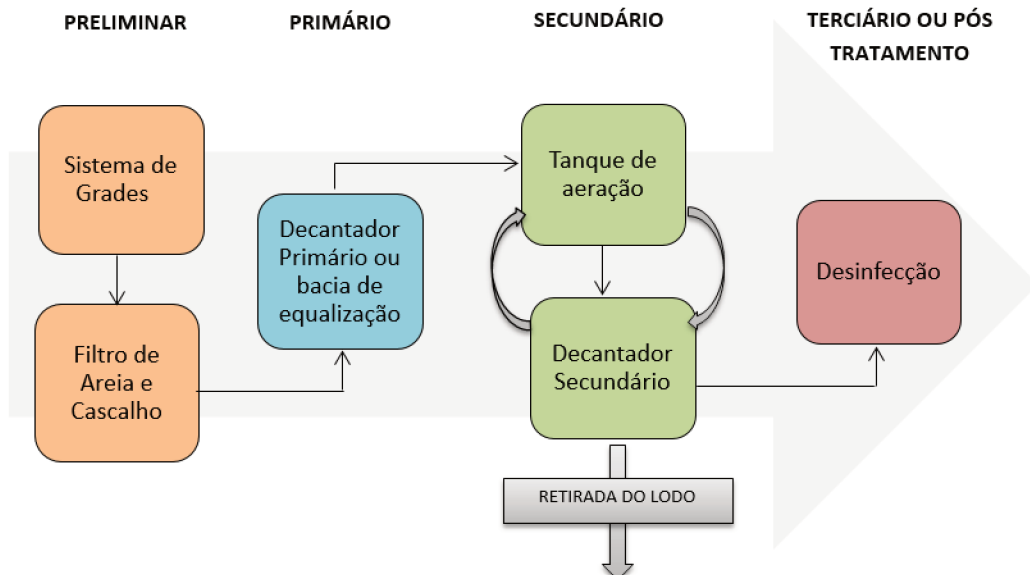 PRELIMINAR
PRIMÁRIO
SECUNDÁRIO
TERCIÁRIO OU PÓS
TRATAMENTO
Sistema de
Grades
Filtro de
Areia e
Cascalho
Decantador
Primário ou
bacia de
equalização
Tanque de
aeração
Decantador
Secundário
RETIRADA DO LODO
Desinfecção